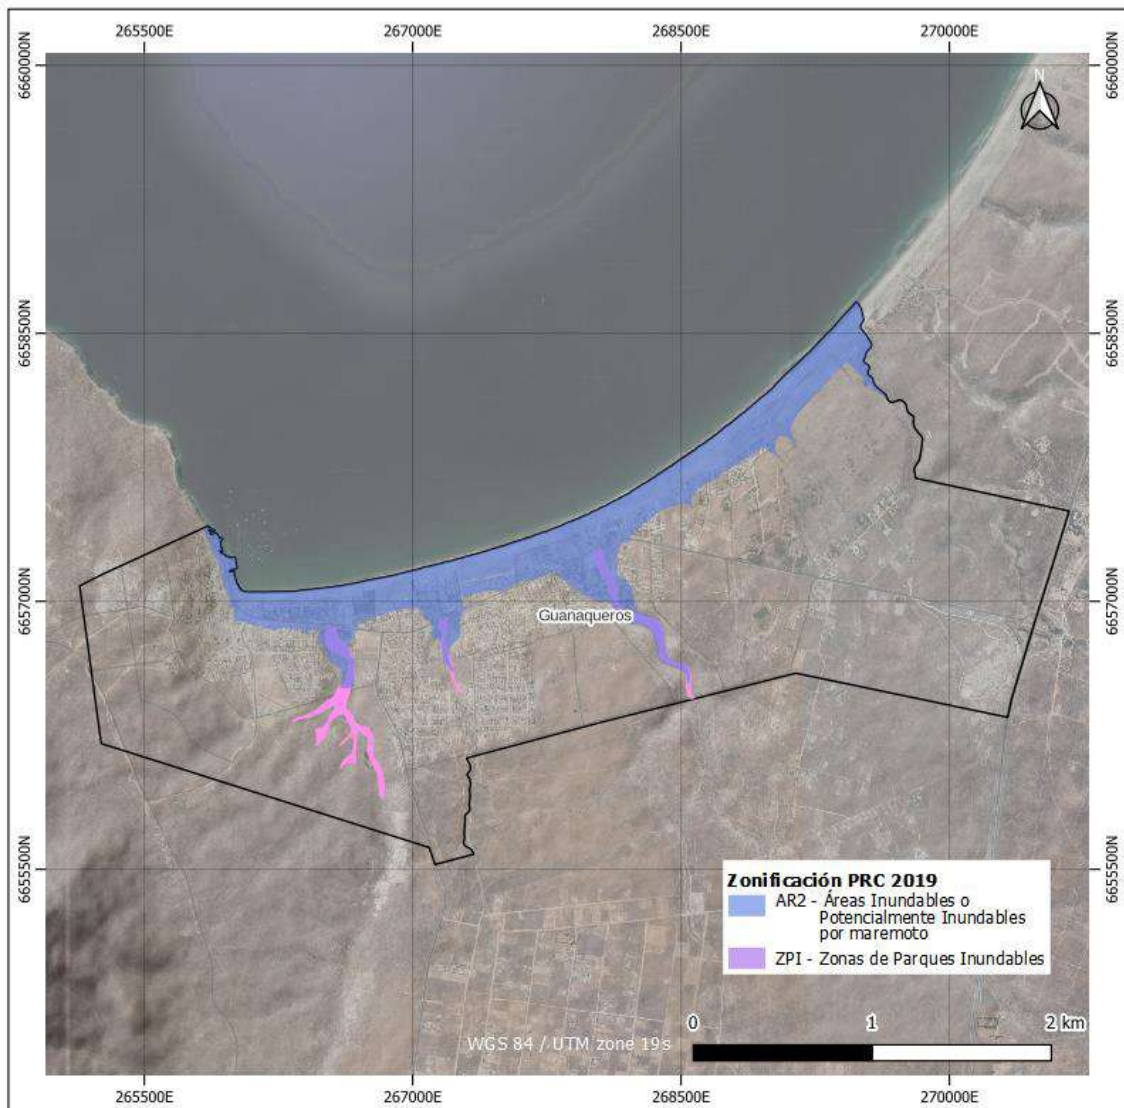 265500E
267000E
268500E
270000E
6660000N
6660000N
N
6658500N
6658500N
6657000N
6657000N
Guanaqueros
6655500N
6655500N
Zonificación PRC 2019
AR2 - Áreas Inundables o
Potencialmente Inundables
por maremoto
ZPI - Zonas de Parques Inundables
0
1
2 km
WGS 84 / UTM zone 19s
265500E
267000E
268500E
270000E